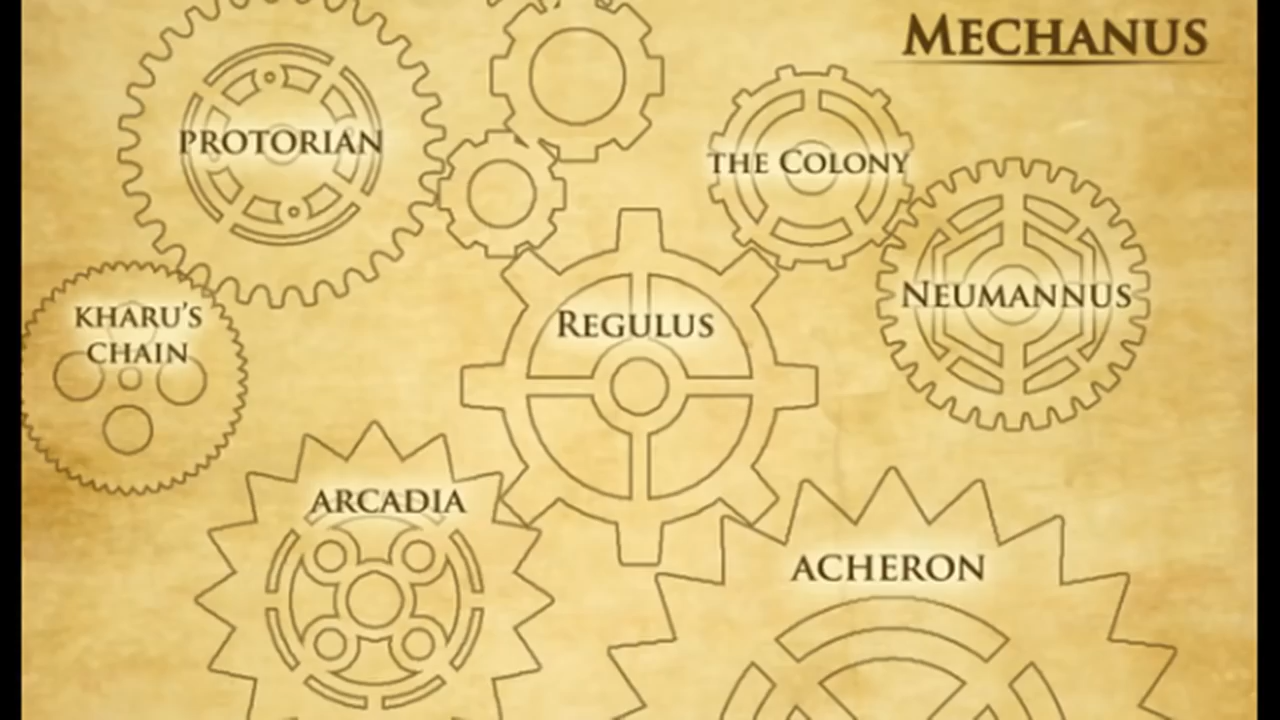 MECHANUS
PROTORIAN
THE COLONY
NEUMANNUS
KHARU'S
CHAIN
REGULUS
ARCADIA
ACHERON